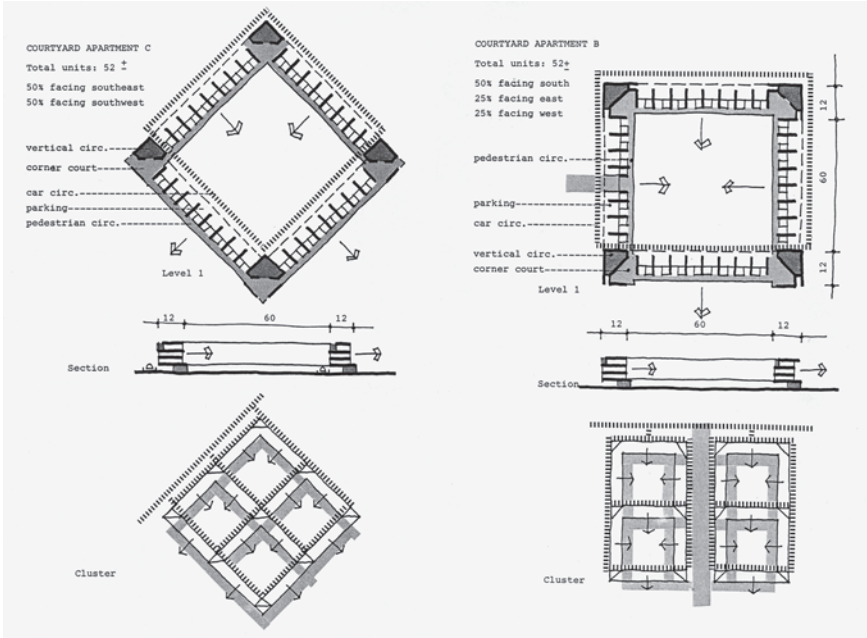 COURTYARD APARTMENT C
Total units: 52 ±
50% facing southeast
50% facing southwest
vertical circ.
corner court
car circ.
parking
pedestrian circ.
Level 1
12 60 12
Section
Cluster
COURTYARD APARTMENT B
Total units: 52±
50% facing south
25% facing east
25% facing west
pedestrian circ.
parking
car circ.
vertical circ.
corner court
Level 1
12
60
12
12 60 12
Section
Cluster